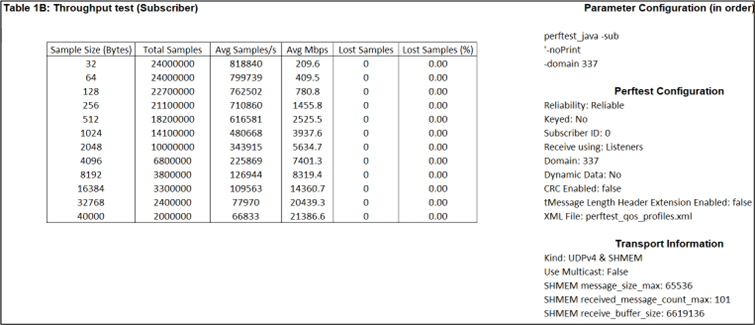 Table 1B: Throughput test (Subscriber)
Sample Size (Bytes) Total Samples Avg Samples/s Avg Mbps Lost Samples Lost Samples (%)
32 24000000 818840 209.6 0 0.00
64 24000000 799739 409.5 0 0.00
128 22700000 762502 780.8 0 0.00
256 21100000 710860 1455.8 0 0.00
512 18200000 616581 2525.5 0 0.00
1024 14100000 480668 3937.6 0 0.00
2048 10000000 343915 5634.7 0 0.00
4096 6800000 225869 7401.3 0 0.00
8192 3800000 126944 8319.4 0 0.00
16384 3300000 109563 14360.7 0 0.00
32768 2400000 77970 20439.3 0 0.00
40000 2000000 66833 21386.6 0 0.00
Parameter Configuration (in order)
perftest_java -sub
'-noPrint
-domain 337
Perftest Configuration
Reliability: Reliable
Keyed: No
Subscriber ID: 0
Receive using: Listeners
Domain: 337
Dynamic Data: No
CRC Enabled: false
tMessage Length Header Extension Enabled: false
XML File: perftest_qos_profiles.xml
Transport Information
Kind: UDPv4 & SHMEM
Use Multicast: False
SHMEM message_size_max: 65536
SHMEM received_message_count_max: 101
SHMEM receive_buffer_size: 6619136